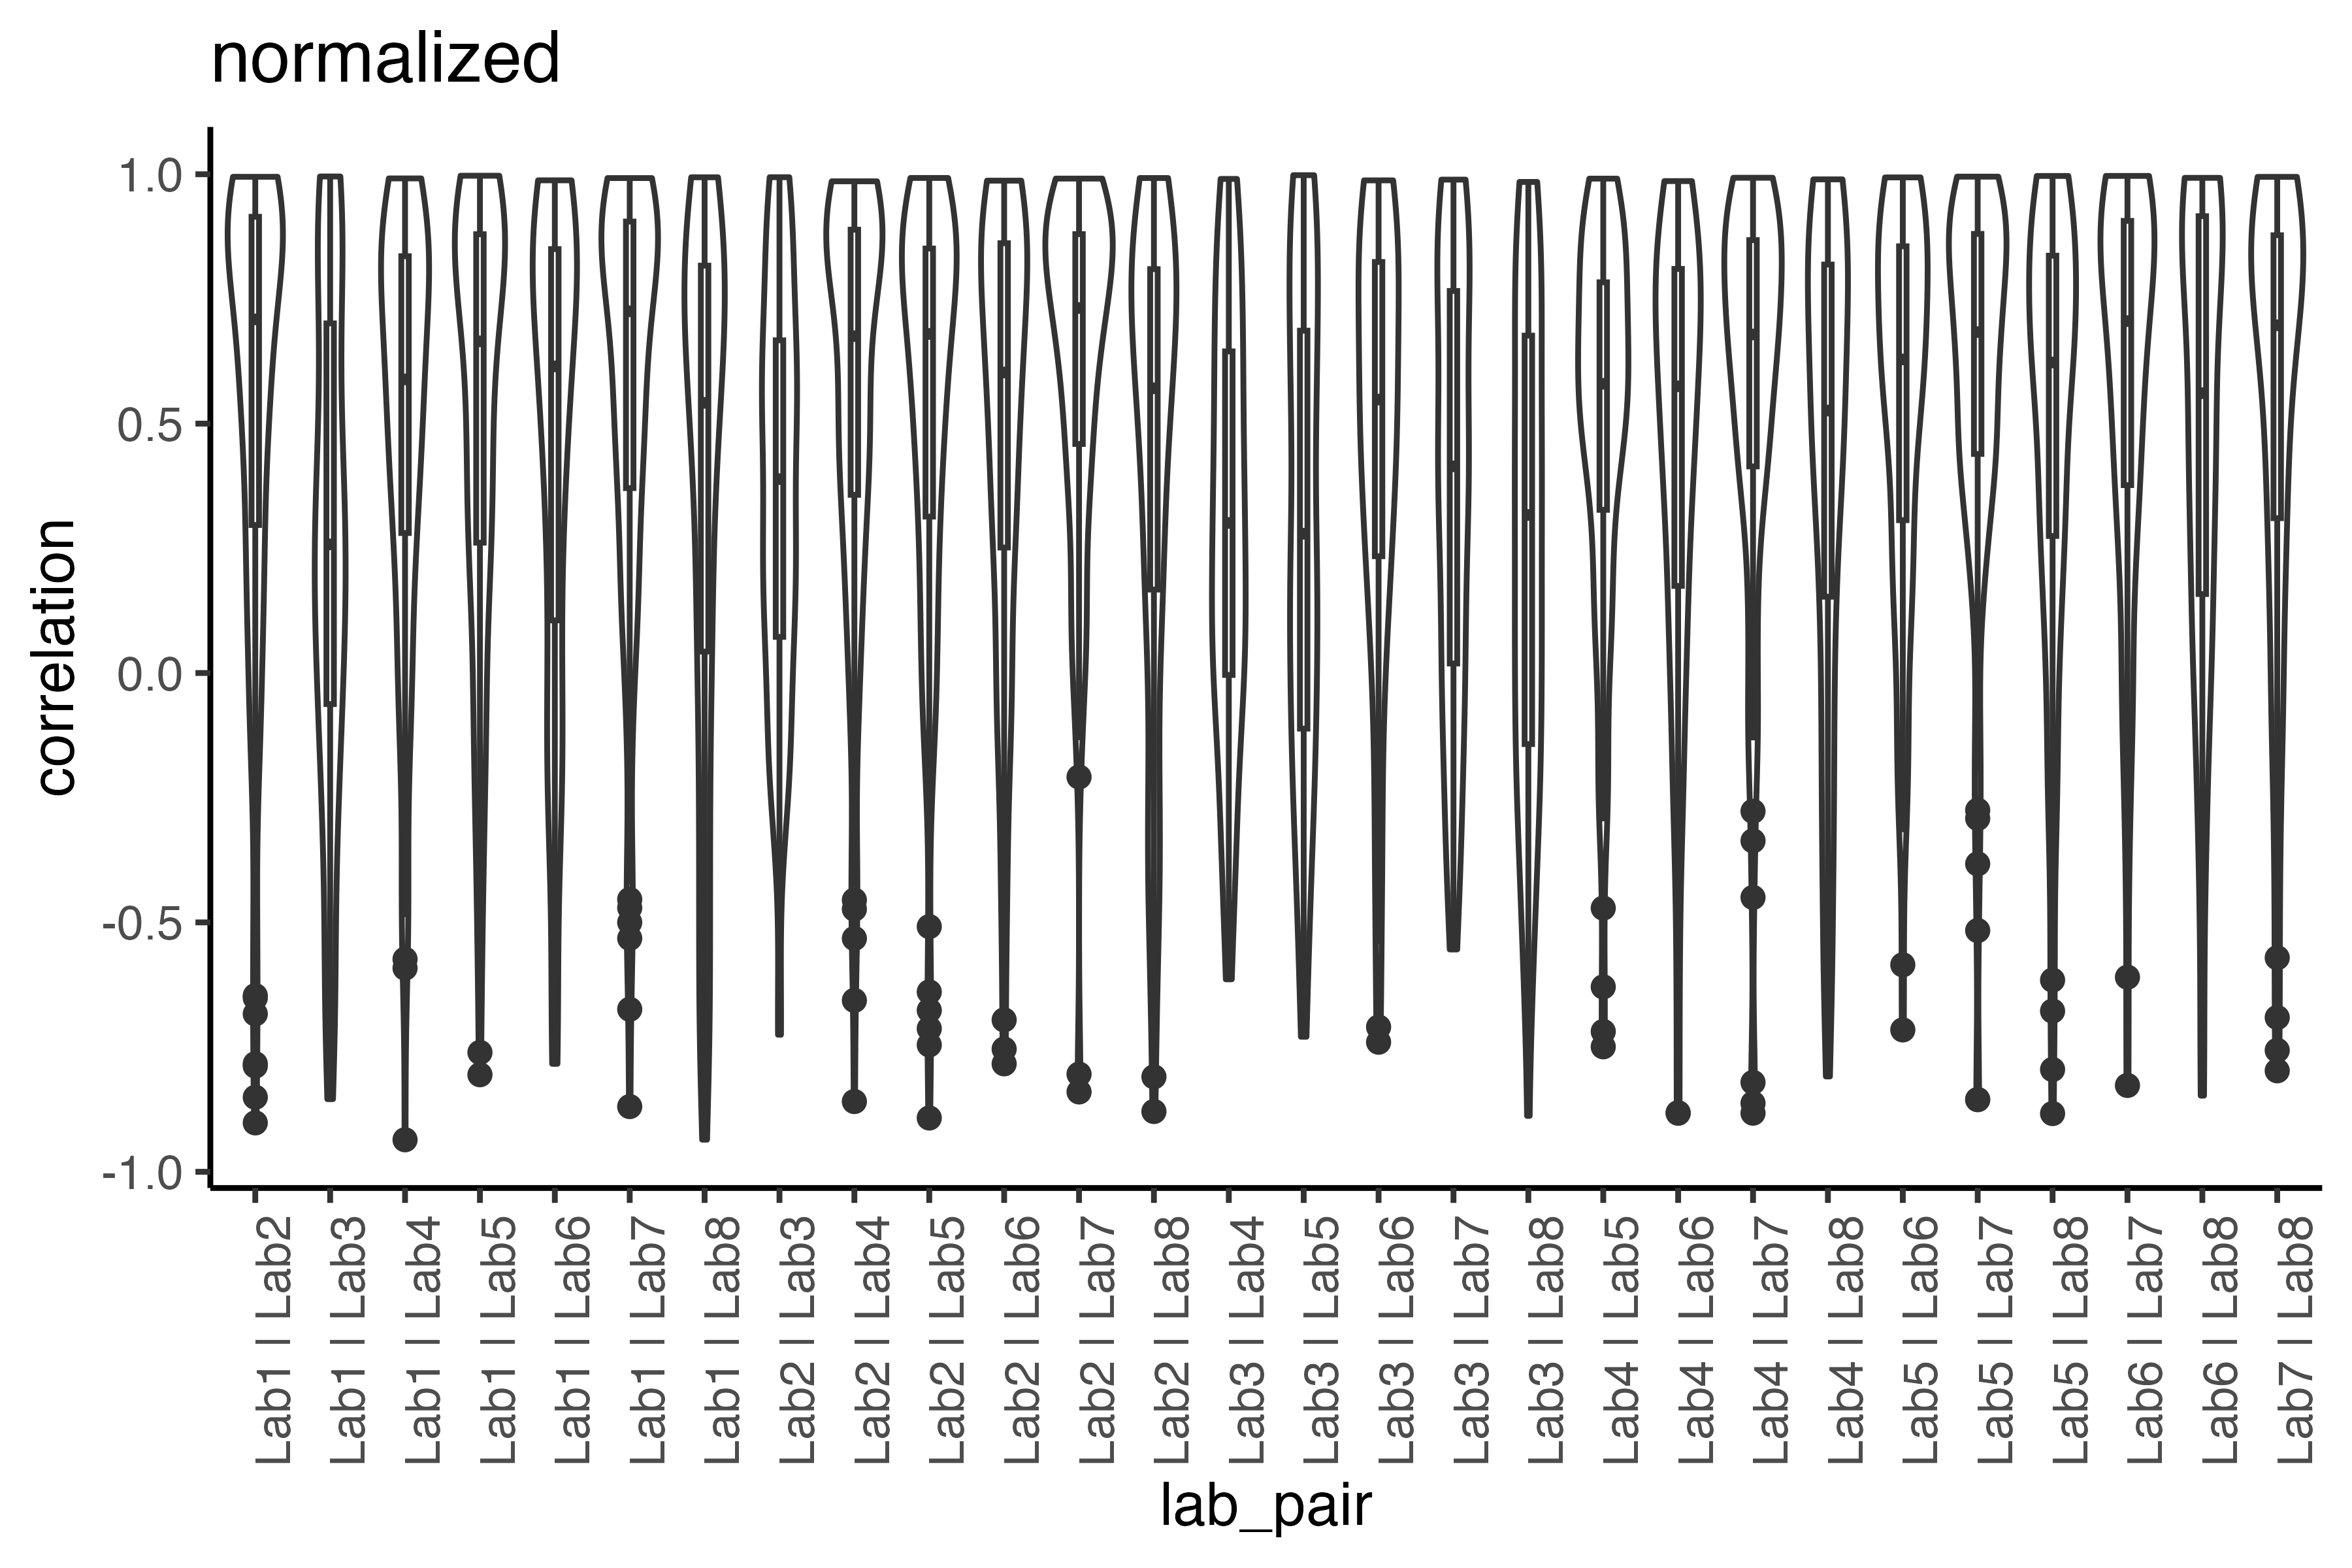 normalized
1.0
0.5
0.0
-0.5
-1.0
correlation
Lab1 | Lab2
Lab1 | Lab3
Lab1 | Lab4
Lab1 | Lab5
Lab1 | Lab6
Lab1 | Lab7
Lab1 | Lab8
Lab2 | Lab3
Lab2 | Lab4
Lab2 | Lab5
Lab2 | Lab6
Lab2 | Lab7
Lab2 | Lab8
Lab3 | Lab4
Lab3 | Lab5
Lab3 | Lab6
Lab3 | Lab7
Lab3 | Lab8
Lab4 | Lab5
Lab4 | Lab6
Lab4 | Lab7
Lab4 | Lab8
Lab5 | Lab6
Lab5 | Lab7
Lab5 | Lab8
Lab6 | Lab7
Lab6 | Lab8
Lab7 | Lab8
lab_pair